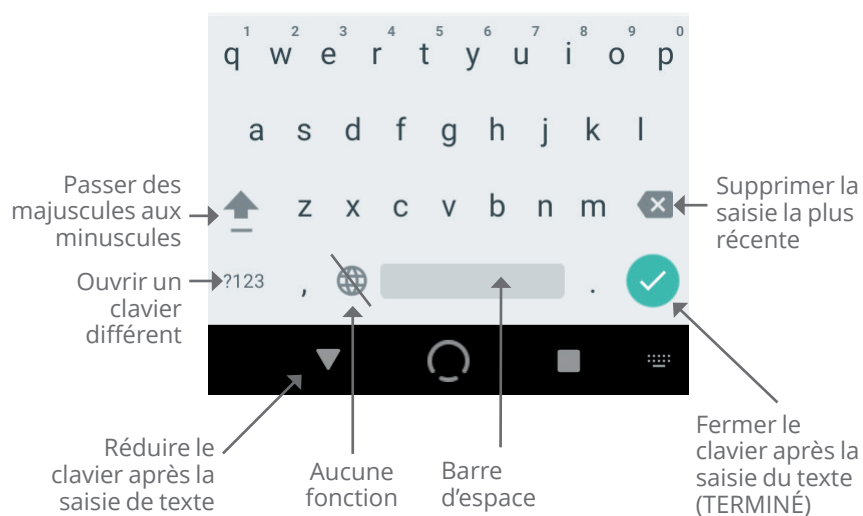 1 2 3 4 5 6 7 8 9 0
q w e r t y u i o p
a s d f g h j k l
Passer des
majuscules aux
minuscules
z x c v b n m
Supprimer la
saisie la plus
récente
Ouvrir un
clavier
différent
?123 , .
Réduire le
clavier après la
saisie de texte
Aucune
fonction
Barre
d’espace
Fermer le
clavier après la
saisie du texte
(TERMINÉ)